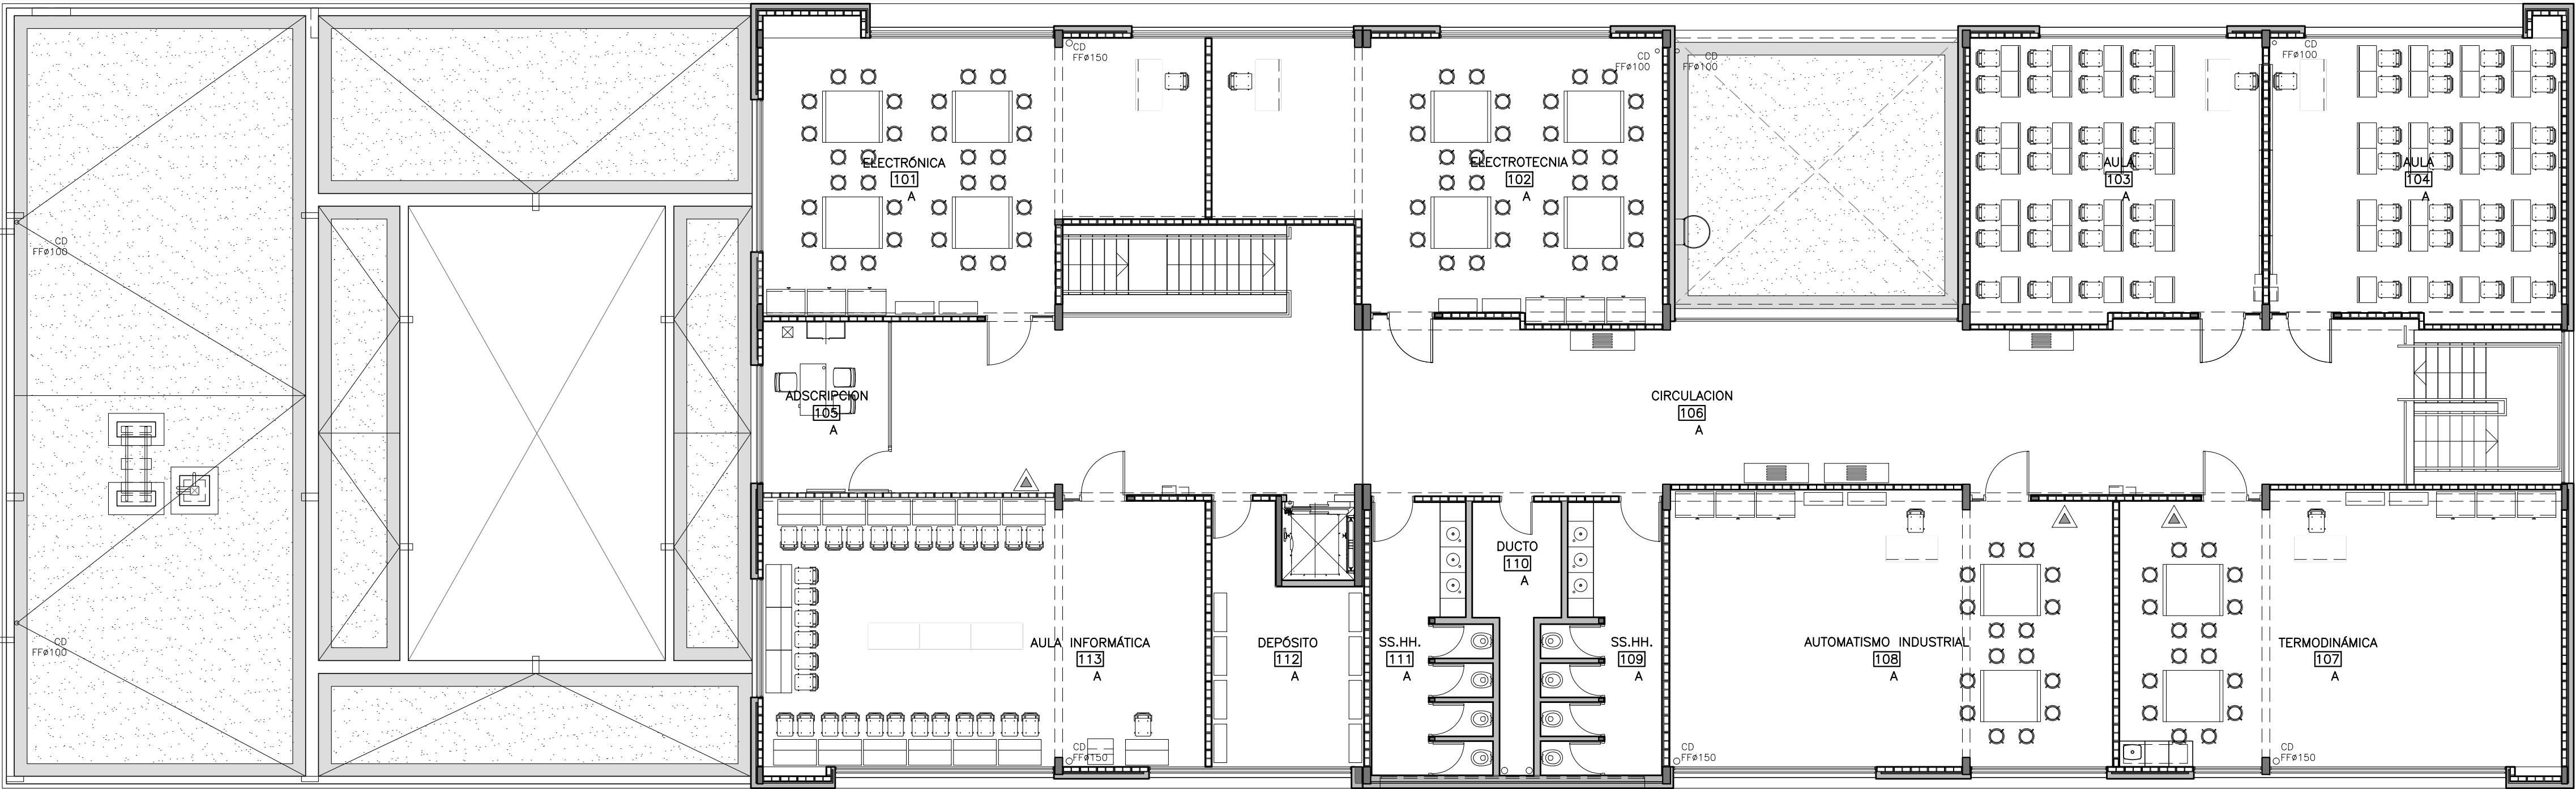 CD
FFø150
CD
FFø100
CD
FFø100
CD
FFø100
ELECTRÓNICA
101
A
ELECTROTECNIA
102
A
AULA
103
A
AULA
104
A
CD
FFø100
ADSCRIPCION
105
A
CIRCULACION
106
A
DUCTO
110
A
CD
FFø100
AULA INFORMÁTICA
113
A
DEPÓSITO
112
A
SS.HH.
111
A
SS.HH.
109
A
AUTOMATISMO INDUSTRIAL
108
A
TERMODINÁMICA
107
A
CD
FFø150
CD
FFø150
CD
FFø150